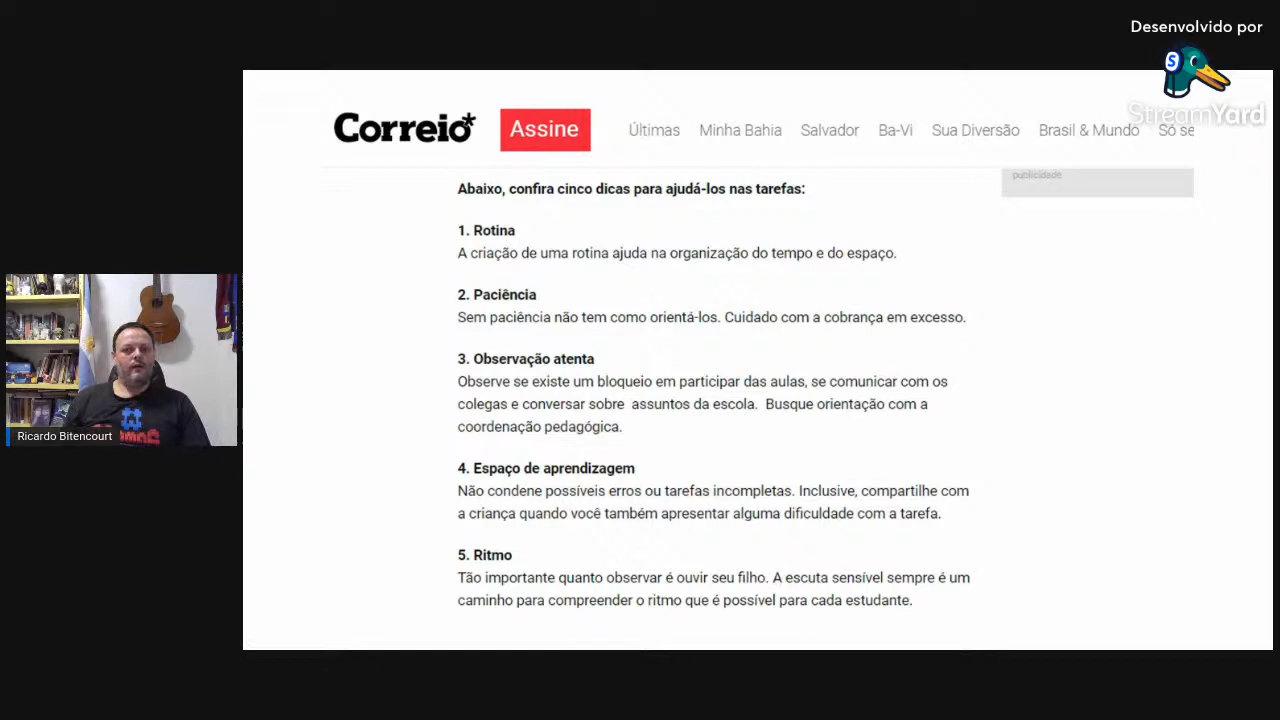 Desenvolvido por
S
StreamYard
Correio*
Assine
Últimas Minha Bahia Salvador Ba-Vi Sua Diversão Brasil & Mundo Só se
publicidade
Abaixo, confira cinco dicas para ajudá-los nas tarefas:
1. Rotina
A criação de uma rotina ajuda na organização do tempo e do espaço.
2. Paciência
Sem paciência não tem como orientá-los. Cuidado com a cobrança em excesso.
3. Observação atenta
Observe se existe um bloqueio em participar das aulas, se comunicar com os
colegas e conversar sobre assuntos da escola. Busque orientação com a
coordenação pedagógica.
4. Espaço de aprendizagem
Não condene possíveis erros ou tarefas incompletas. Inclusive, compartilhe com
a criança quando você também apresentar alguma dificuldade com a tarefa.
5. Ritmo
Tão importante quanto observar é ouvir seu filho. A escuta sensível sempre é um
caminho para compreender o ritmo que é possível para cada estudante.
Ricardo Bitencourt